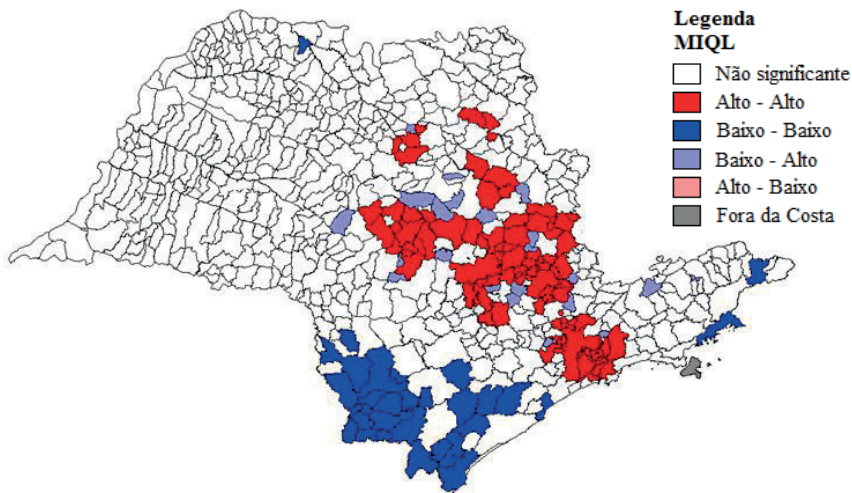 Legenda
MIQL
Não significante
Alto - Alto
Baixo - Baixo
Baixo - Alto
Alto - Baixo
Fora da Costa